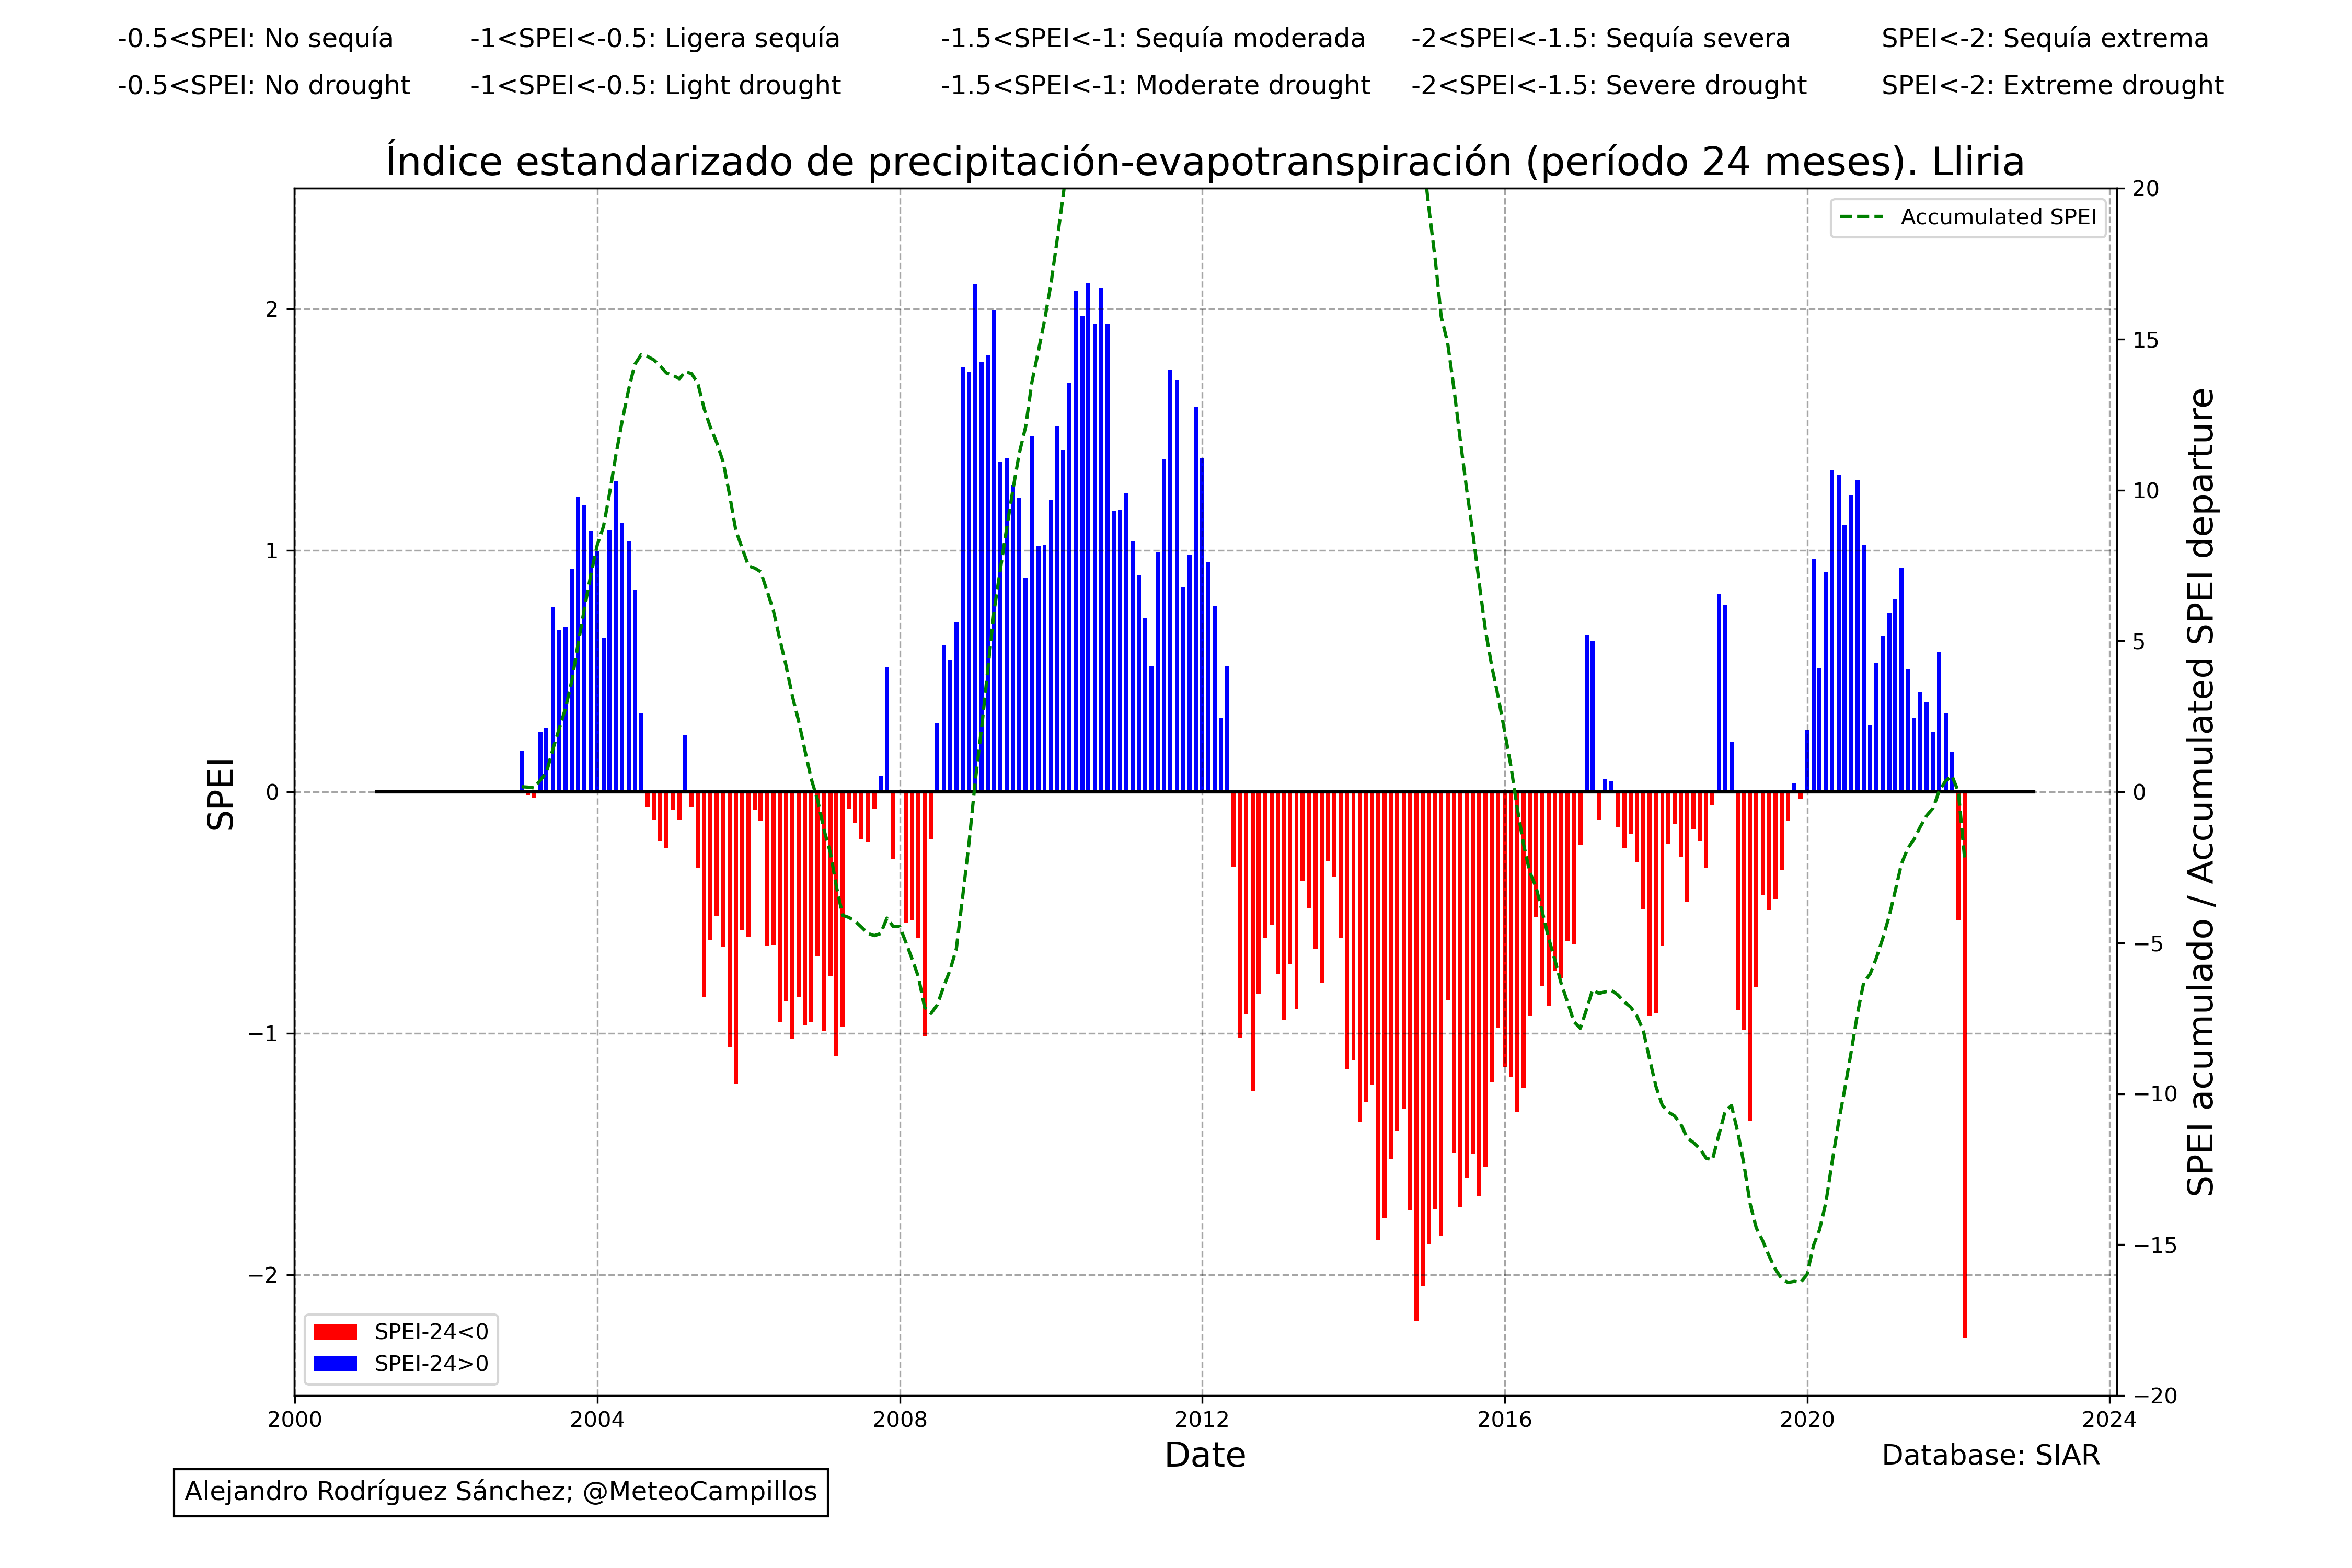 -0.5<SPEI: No sequía -1<SPEI<-0.5: Ligera sequía -1.5<SPEI<-1: Sequía moderada -2<SPEI<-1.5: Sequía severa SPEI<-2: Sequía extrema
-0.5<SPEI: No drought -1<SPEI<-0.5: Light drought -1.5<SPEI<-1: Moderate drought -2<SPEI<-1.5: Severe drought SPEI<-2: Extreme drought
Índice estandarizado de precipitación-evapotranspiración (período 24 meses). Lliria
Accumulated SPEI
SPEI
2
1
0
−1
−2
20
15
10
5
0
−5
−10
−15
−20
SPEI acumulado / Accumulated SPEI departure
SPEI-24<0
SPEI-24>0
2000 2004 2008 2012 2016 2020 2024
Date
Database: SIAR
Alejandro Rodríguez Sánchez; @MeteoCampillos